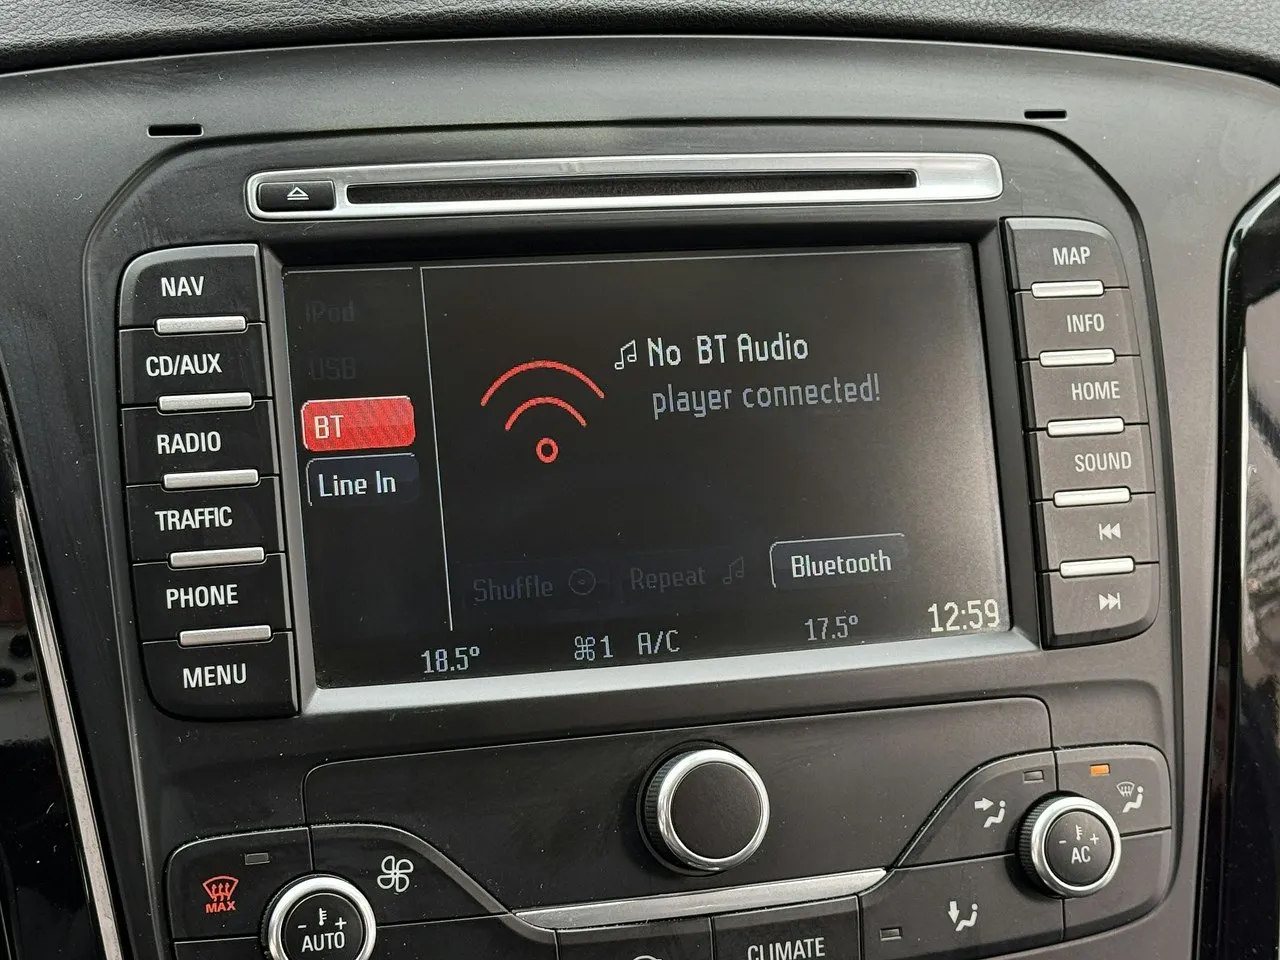 NAV
CD/AUX
RADIO
TRAFFIC
PHONE
MENU
iPod
USB
BT
Line In
No BT Audio
player connected!
Shuffle
Repeat
Bluetooth
18.5°
1 A/C
17.5°
12:59
MAP
INFO
HOME
SOUND
MAX
- +
AUTO
- +
AC
CLIMATE